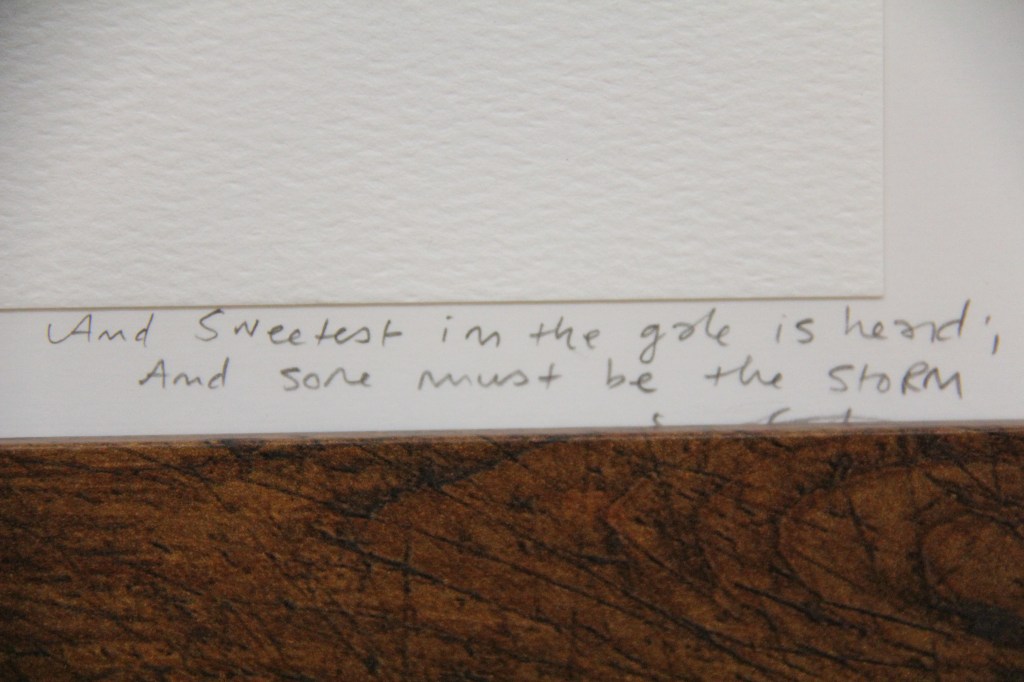 And Sweetest in the gale is heard;
And sore must be the STORM